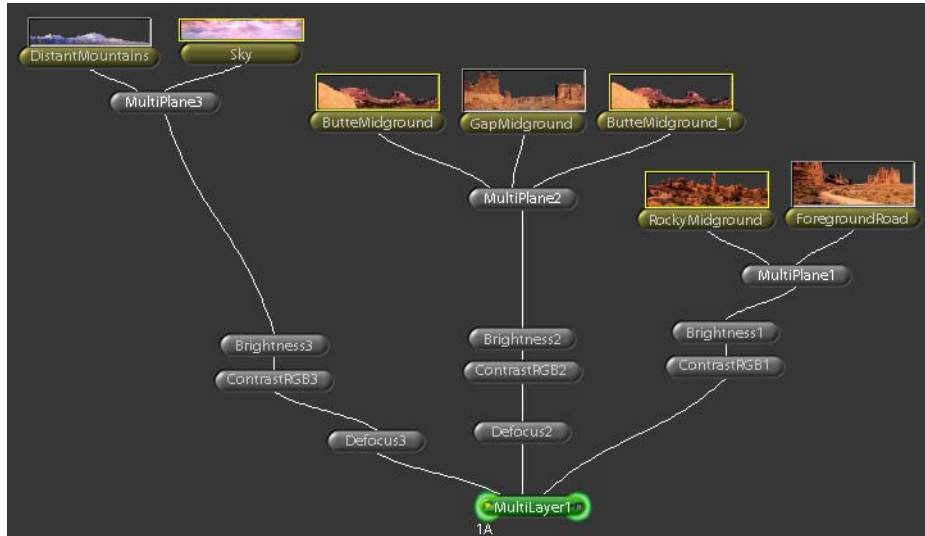 DistantMountains
Sky
MultiPlane3
ButteMidground
GapMidground
ButteMidground_1
MultiPlane2
RockyMidground
ForegroundRoad
MultiPlane1
Brightness3
Brightness2
Brightness1
ContrastRGB3
ContrastRGB2
ContrastRGB1
Defocus3
Defocus2
MultiLayer1
1A